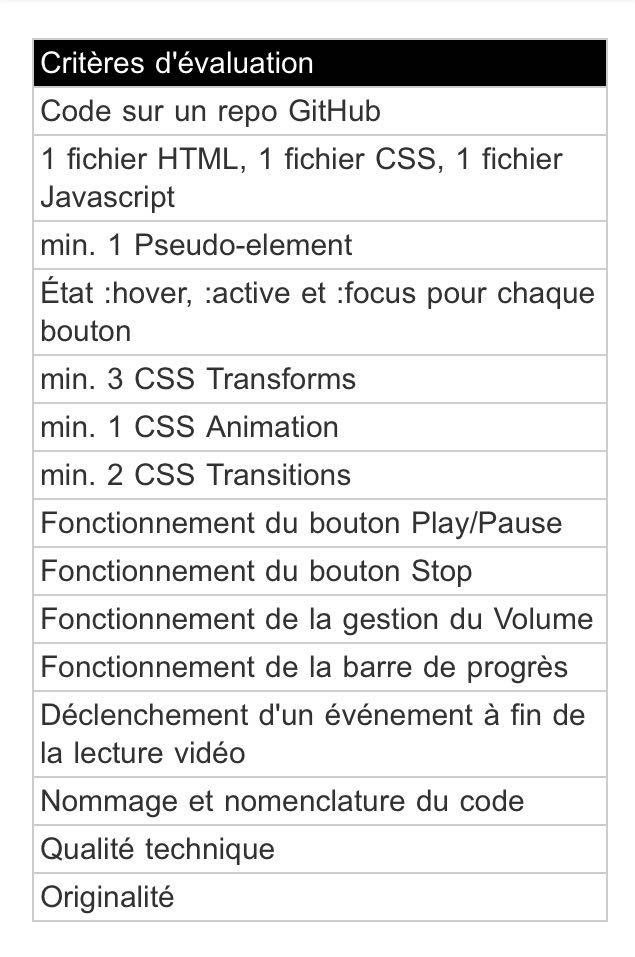 Critères d'évaluation
Code sur un repo GitHub
1 fichier HTML, 1 fichier CSS, 1 fichier
Javascript
min. 1 Pseudo-element
État :hover, :active et :focus pour chaque
bouton
min. 3 CSS Transforms
min. 1 CSS Animation
min. 2 CSS Transitions
Fonctionnement du bouton Play/Pause
Fonctionnement du bouton Stop
Fonctionnement de la gestion du Volume
Fonctionnement de la barre de progrès
Déclenchement d'un événement à fin de
la lecture vidéo
Nommage et nomenclature du code
Qualité technique
Originalité